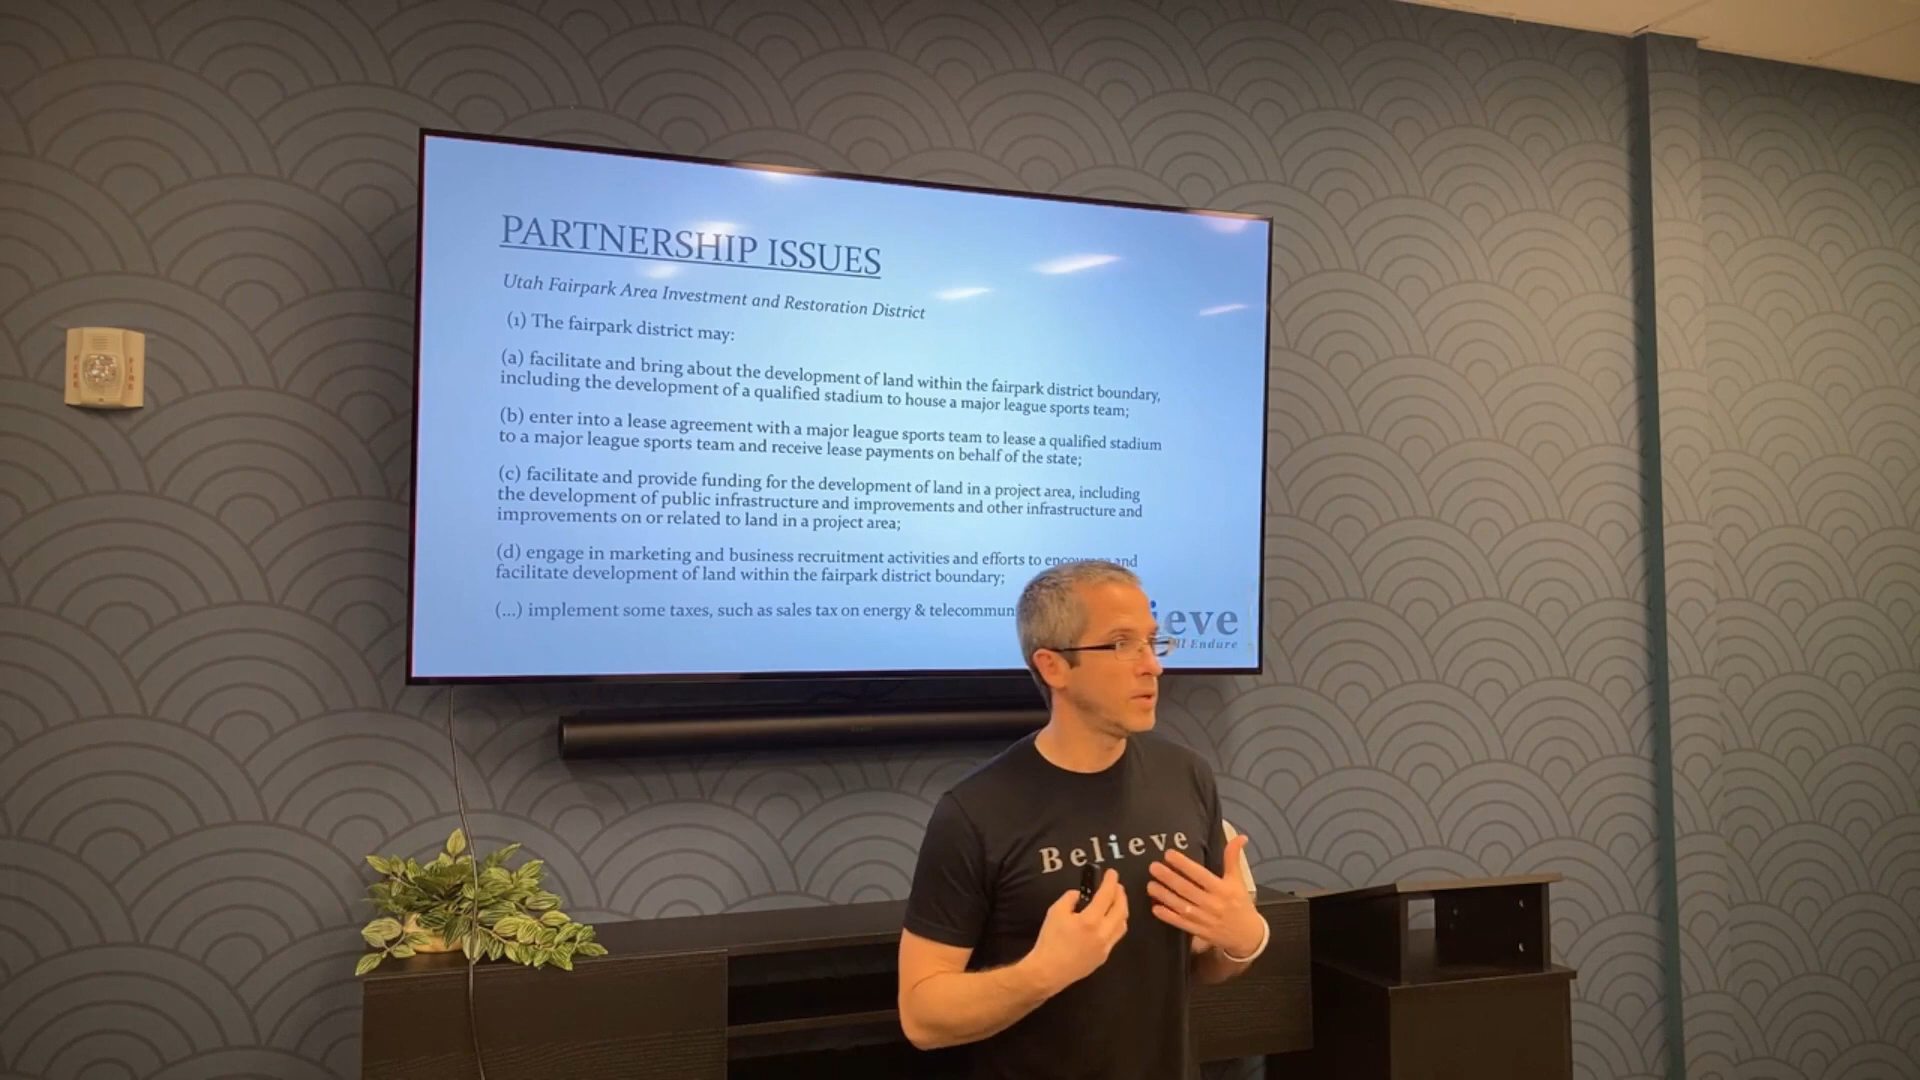 PARTNERSHIP ISSUES
Utah Fairpark Area Investment and Restoration District
(1) The fairpark district may:
(a) facilitate and bring about the development of land within the fairpark district boundary,
including the development of a qualified stadium to house a major league sports team;
(b) enter into a lease agreement with a major league sports team to lease a qualified stadium
to a major league sports team and receive lease payments on behalf of the state;
(c) facilitate and provide funding for the development of land in a project area, including
the development of public infrastructure and improvements and other infrastructure and
improvements on or related to land in a project area;
(d) engage in marketing and business recruitment activities and efforts to and
facilitate development of land within the fairpark district boundary;
(...) implement some taxes, such as sales tax on energy &
ieve
Endure
Believe
FIRE
FIRE